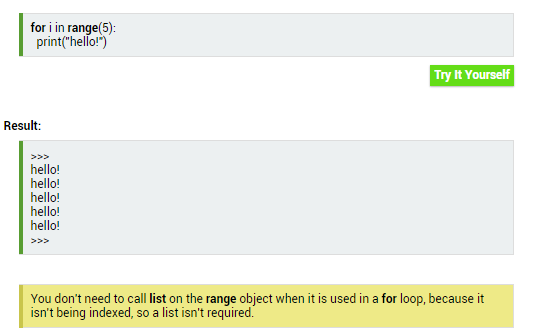 for i in range(5):
  print("hello!")
Try It Yourself
Result:
>>>
hello!
hello!
hello!
hello!
hello!
>>>
You don't need to call list on the range object when it is used in a for loop, because it
isn't being indexed, so a list isn't required.